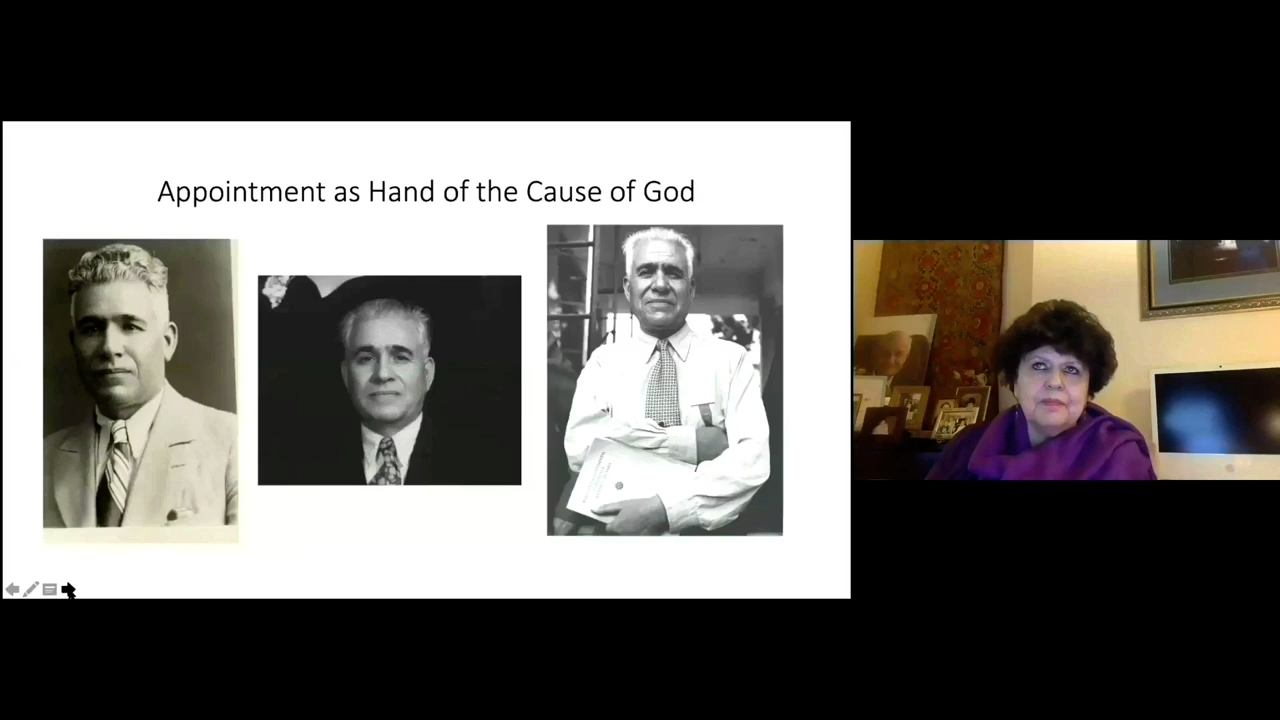 Appointment as Hand of the Cause of God